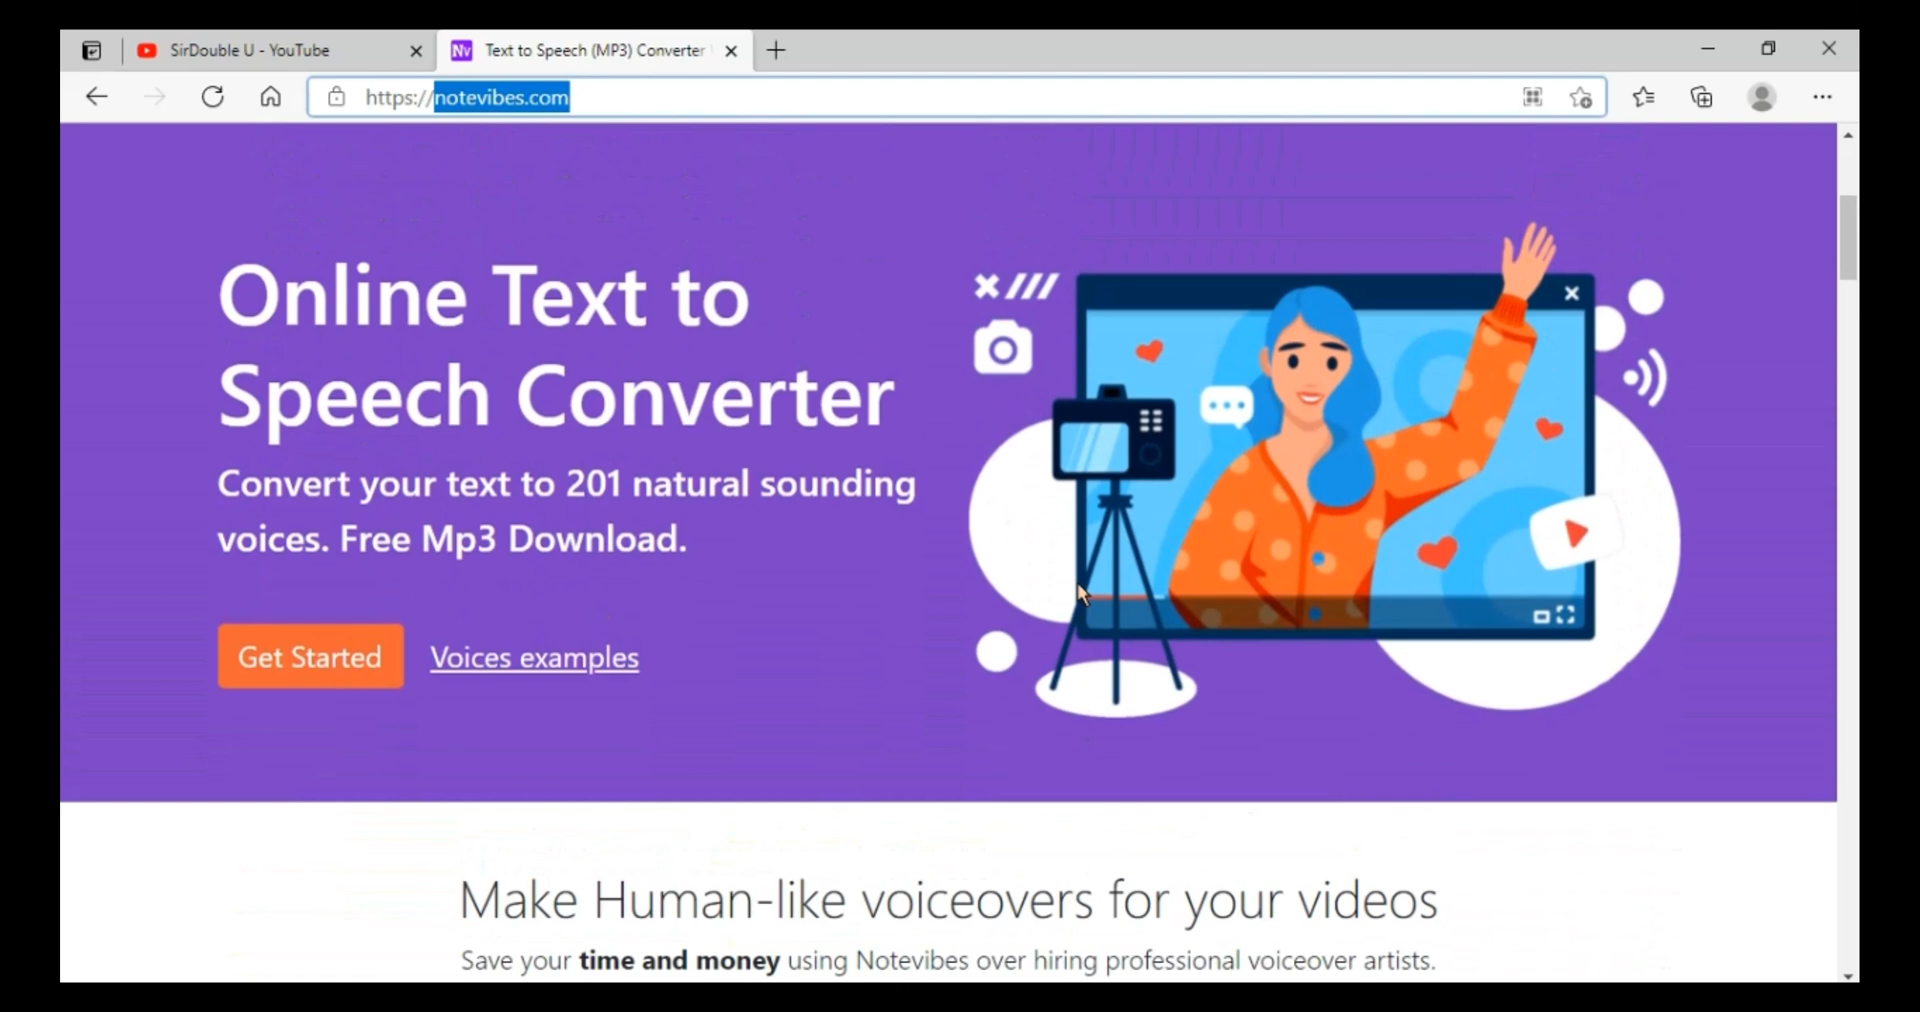 SirDouble U - YouTube
Nv Text to Speech (MP3) Converter
https://notevibes.com
Online Text to
Speech Converter
Convert your text to 201 natural sounding
voices. Free Mp3 Download.
Get Started Voices examples
Make Human-like voiceovers for your videos
Save your time and money using Notevibes over hiring professional voiceover artists.